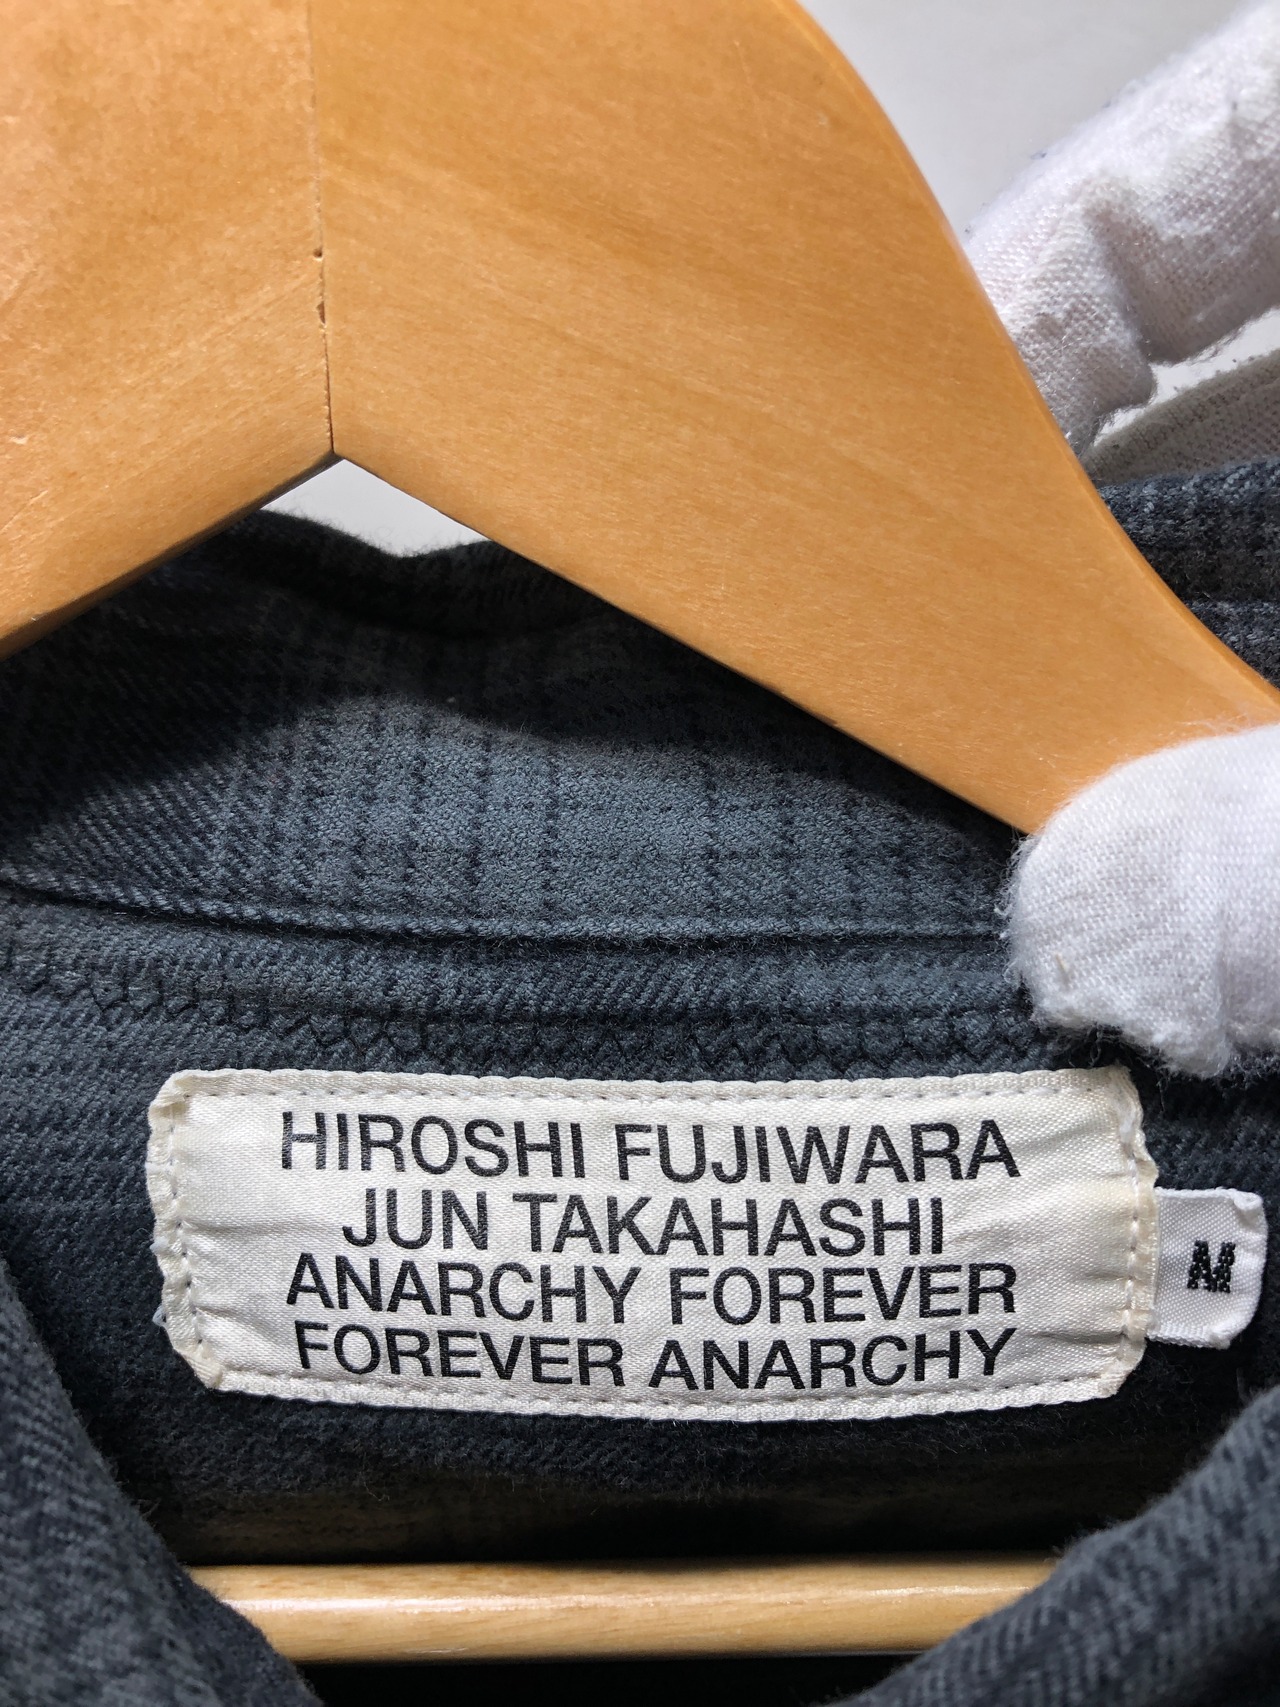 HIROSHI FUJIWARA
JUN TAKAHASHI
ANARCHY FOREVER
FOREVER ANARCHY
M